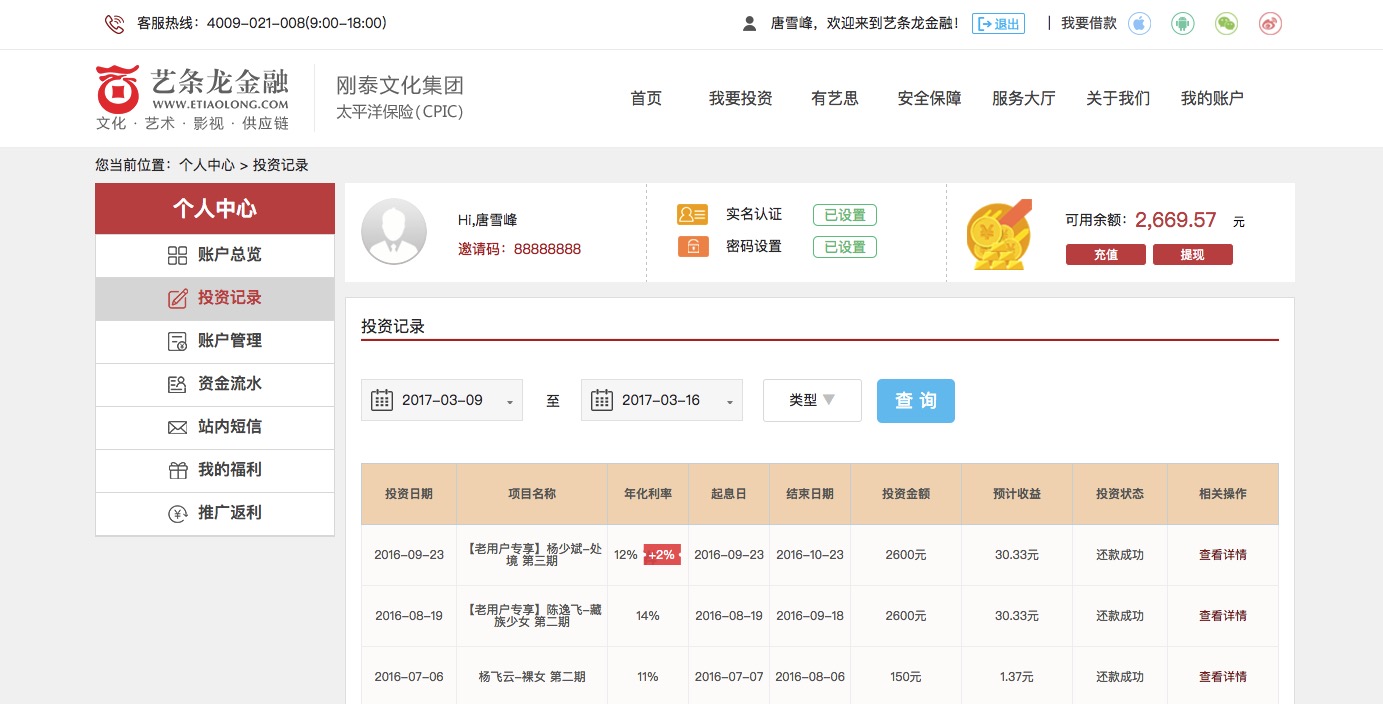 客服热线：4009-021-008(9:00-18:00)
唐雪峰，欢迎来到艺条龙金融！ 退出 | 我要借款
艺条龙金融
WWW.ETIAOLONG.COM
文化 · 艺术 · 影视 · 供应链
刚泰文化集团
太平洋保险(CPIC)
首页 我要投资 有艺思 安全保障 服务大厅 关于我们 我的账户
您当前位置：个人中心 > 投资记录
个人中心
账户总览
投资记录
账户管理
资金流水
站内短信
我的福利
推广返利
Hi,唐雪峰
邀请码：88888888
实名认证 已设置
密码设置 已设置
可用余额：2,669.57 元
充值 提现
投资记录
2017-03-09 至 2017-03-16 类型 查 询
投资日期 项目名称 年化利率 起息日 结束日期 投资金额 预计收益 投资状态 相关操作
2016-09-23 【老用户专享】杨少斌-处境 第三期 12% +2% 2016-09-23 2016-10-23 2600元 30.33元 还款成功 查看详情
2016-08-19 【老用户专享】陈逸飞-藏族少女 第二期 14% 2016-08-19 2016-09-18 2600元 30.33元 还款成功 查看详情
2016-07-06 杨飞云-裸女 第二期 11% 2016-07-07 2016-08-06 150元 1.37元 还款成功 查看详情